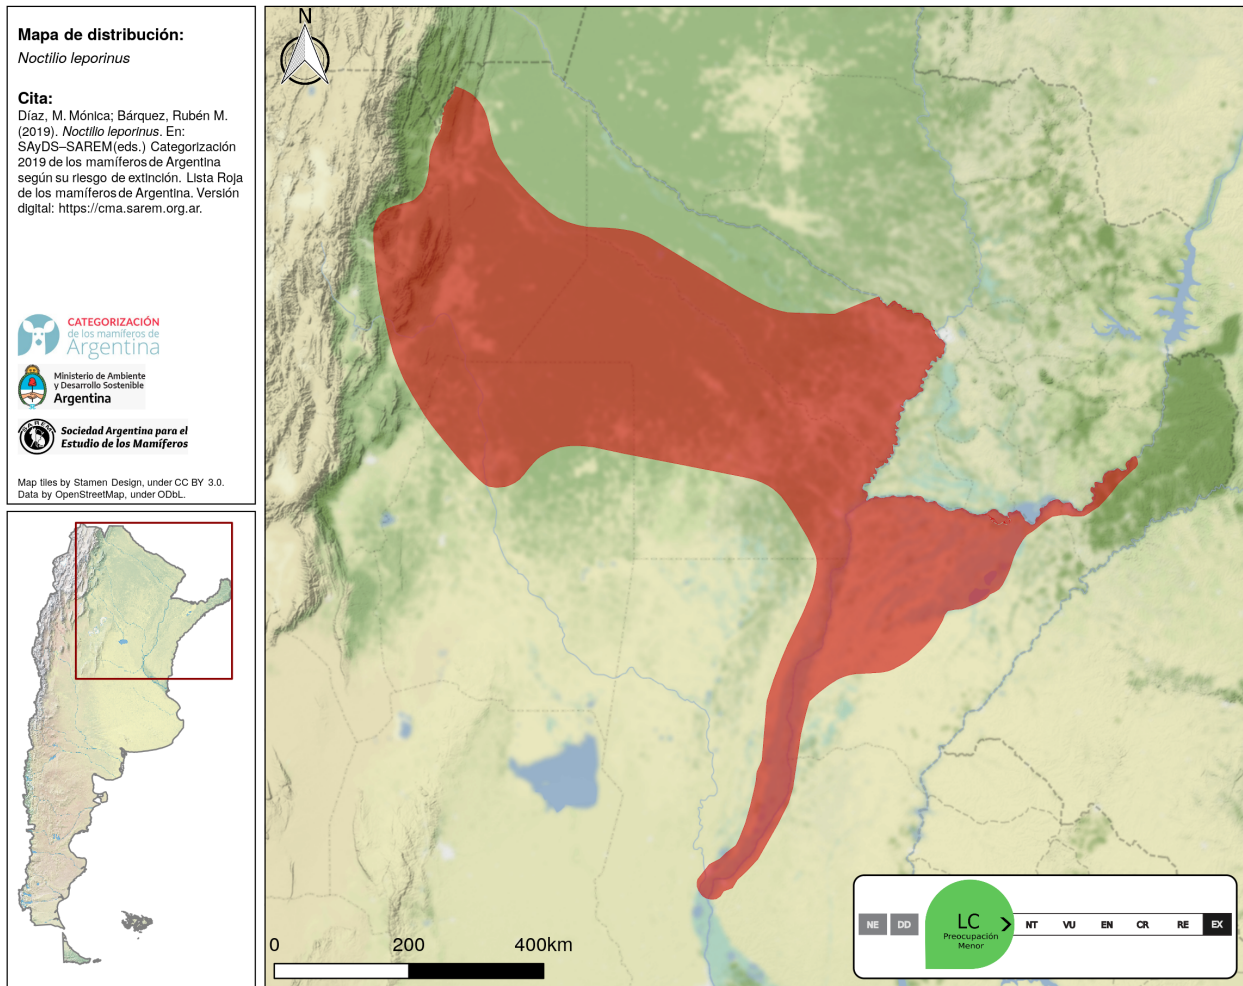 Mapa de distribución:
Noctilio leporinus
Cita:
Díaz, M. Mónica; Bárquez, Rubén M.
(2019). Noctilio leporinus. En:
SAyDS–SAREM(eds.) Categorización
2019 de los mamíferos de Argentina
según su riesgo de extinción. Lista Roja
de los mamíferos de Argentina. Versión
digital: https://cma.sarem.org.ar.
CATEGORIZACIÓN
de los mamíferos de
Argentina
Ministerio de Ambiente
y Desarrollo Sostenible
Argentina
SAREM
Sociedad Argentina para el
Estudio de los Mamíferos
Map tiles by Stamen Design, under CC BY 3.0.
Data by OpenStreetMap, under ODbL.
N
0 200 400km
NE DD LC NT VU EN CR RE EX
Preocupación
Menor